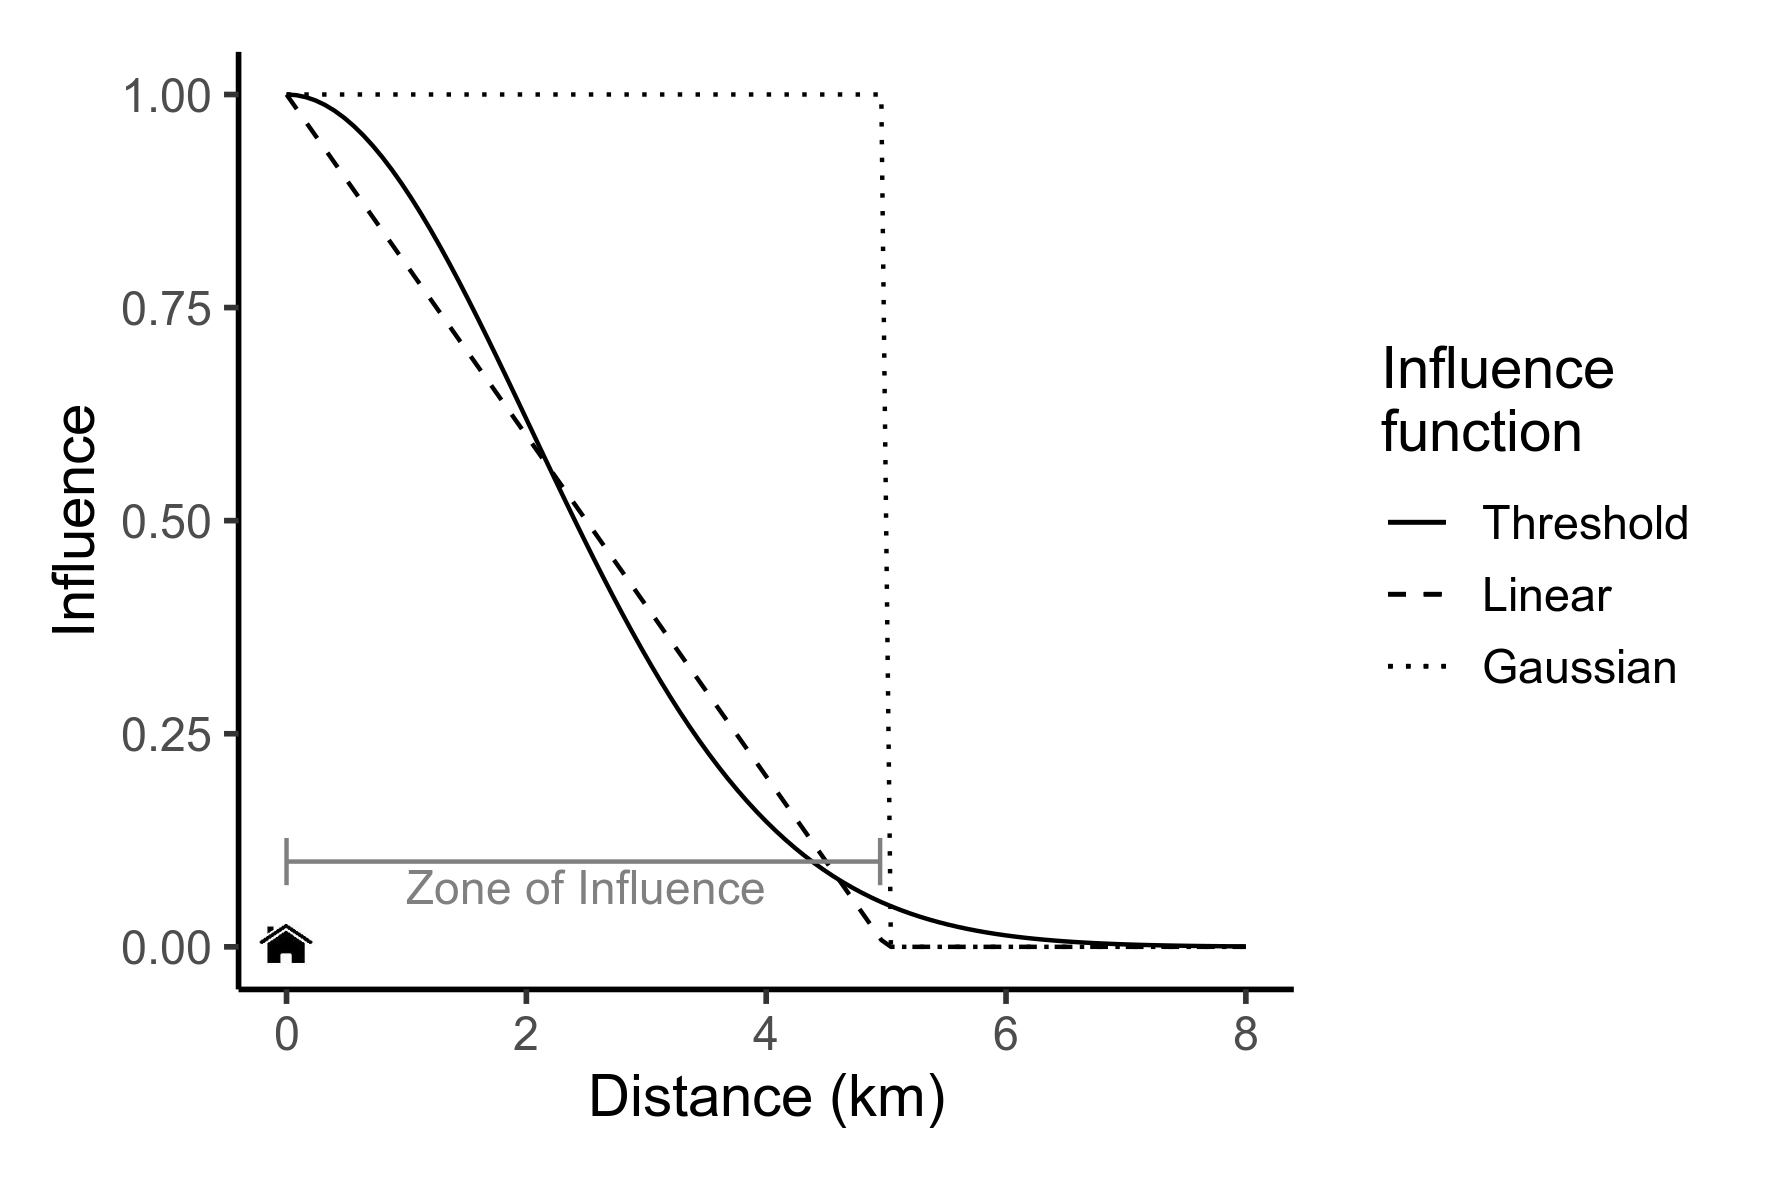 1.00
0.75
0.50
0.25
0.00
Influence
Zone of Influence
0 2 4 6 8
Distance (km)
Influence
function
Threshold
Linear
Gaussian